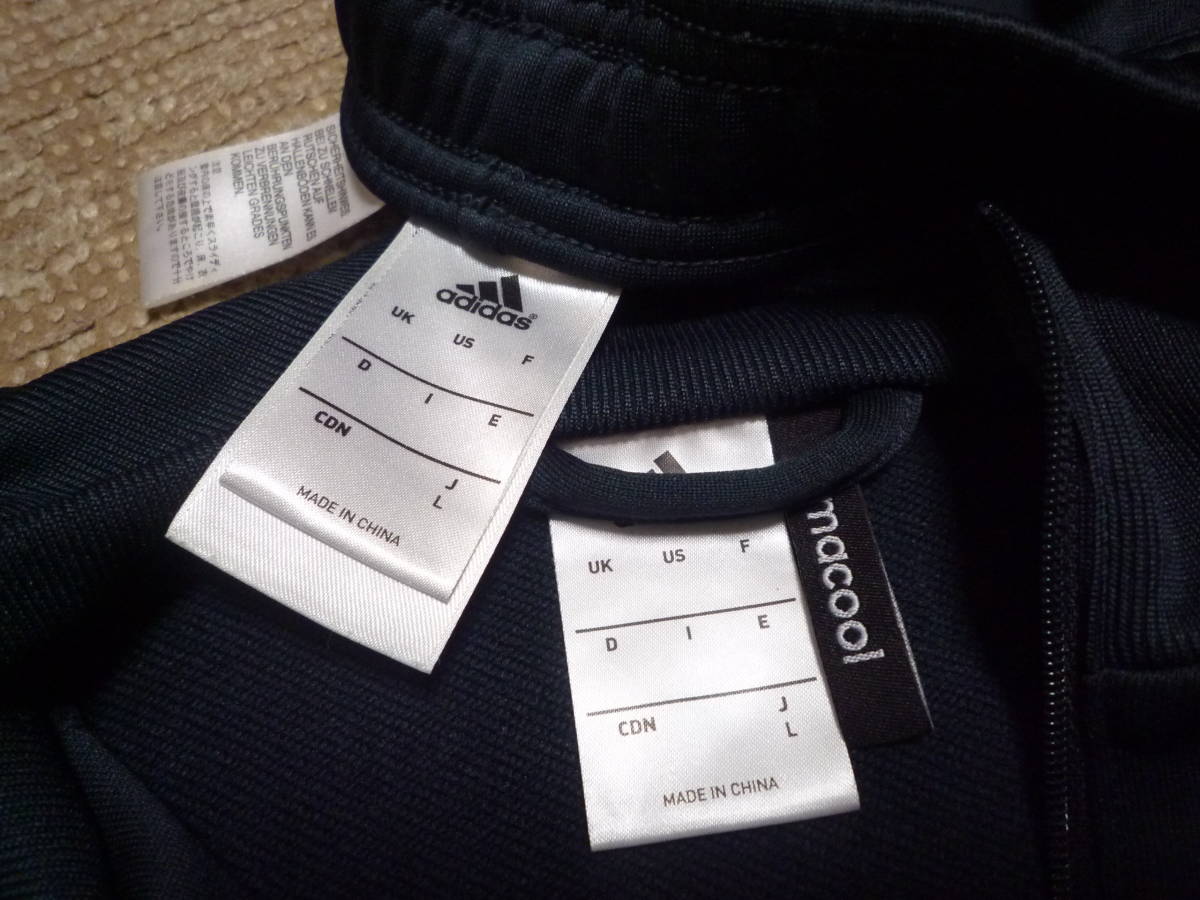 SICHERHEITSHINWEIS
BEI ZU SCHNELLEM
RUTSCHEN AUF
HALLENBÖDEN KANN ES
AN DEN
BERÜHRUNGSPUNKTEN
ZU VERBRENNUNGEN
LEICHTEN GRADES
KOMMEN.
adidas®
UK US F
D I E
CDN J
L
MADE IN CHINA
UK US F
D I E
CDN J
L
MADE IN CHINA
macool